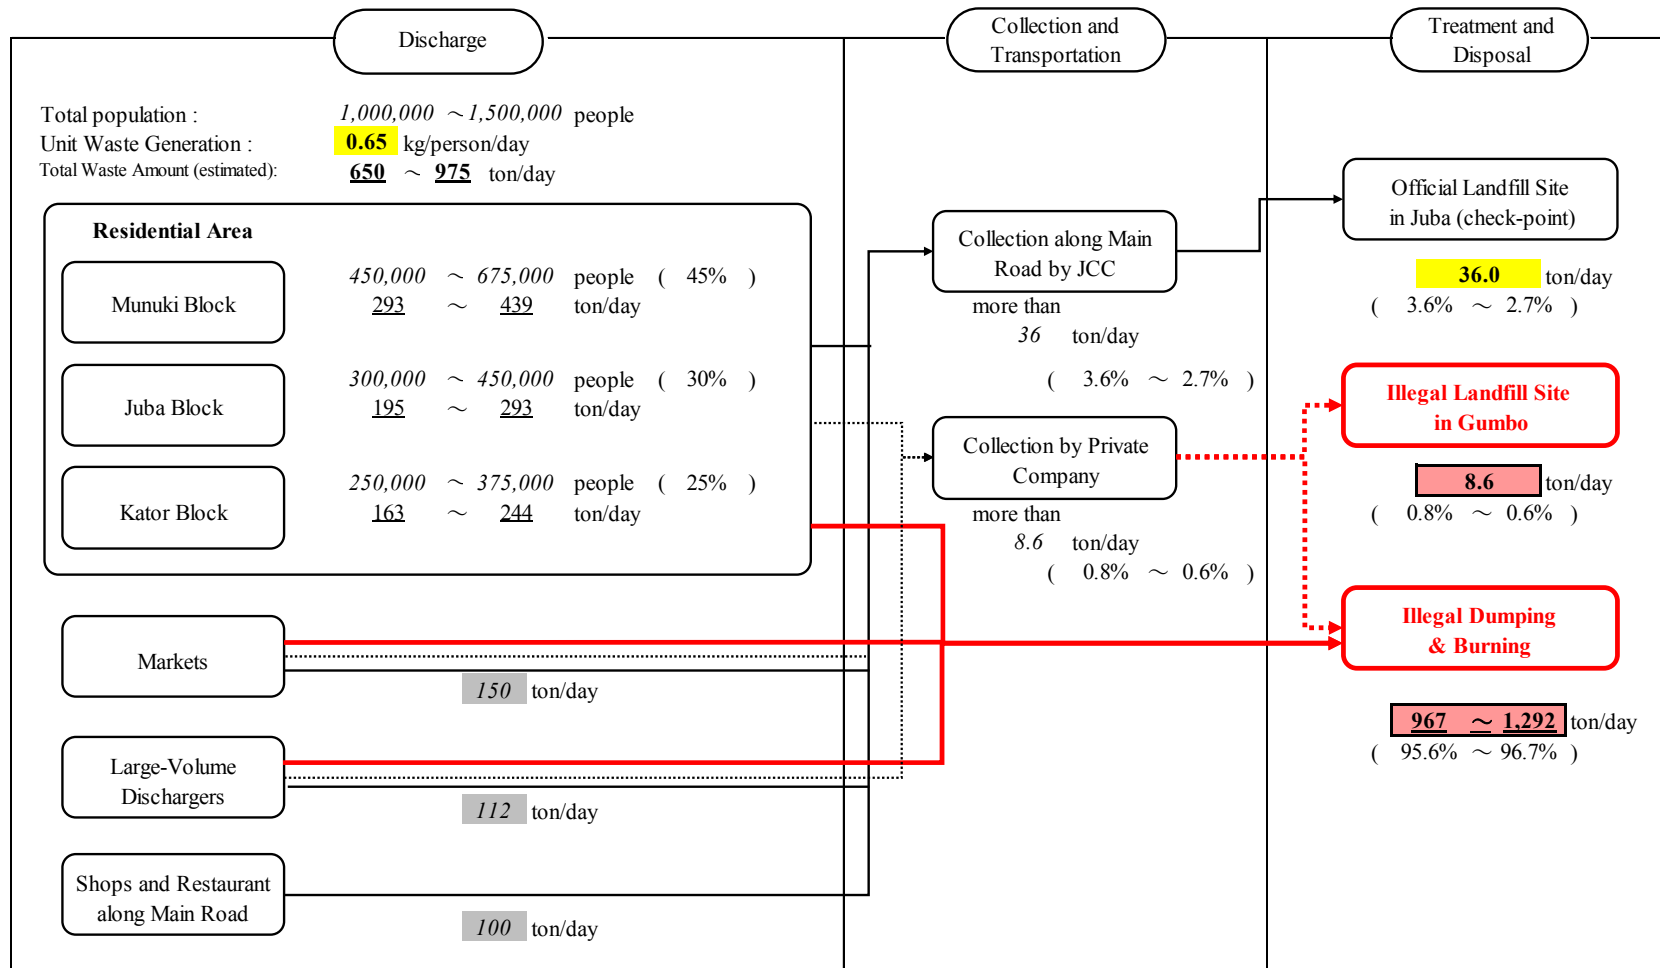 Discharge
Collection and
Transportation
Treatment and
Disposal
Total population : 1,000,000 ～1,500,000 people
Unit Waste Generation : 0.65 kg/person/day
Total Waste Amount (estimated): 650 ～ 975 ton/day
Residential Area
Munuki Block
450,000 ～ 675,000 people ( 45% )
293 ～ 439 ton/day
Juba Block
300,000 ～ 450,000 people ( 30% )
195 ～ 293 ton/day
Kator Block
250,000 ～ 375,000 people ( 25% )
163 ～ 244 ton/day
Markets
150 ton/day
Large-Volume
Dischargers
112 ton/day
Shops and Restaurant
along Main Road
100 ton/day
Collection along Main
Road by JCC
more than
36 ton/day
( 3.6% ～ 2.7% )
Collection by Private
Company
more than
8.6 ton/day
( 0.8% ～ 0.6% )
Official Landfill Site
in Juba (check-point)
36.0 ton/day
( 3.6% ～ 2.7% )
Illegal Landfill Site
in Gumbo
8.6 ton/day
( 0.8% ～ 0.6% )
Illegal Dumping
& Burning
967 ～ 1,292 ton/day
( 95.6% ～ 96.7% )